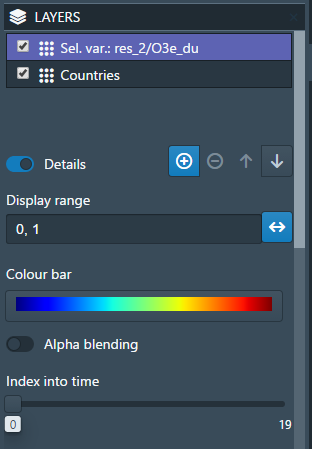 LAYERS
Sel. var.: res_2/O3e_du
Countries
Details
Display range
0, 1
Colour bar
Alpha blending
Index into time
0 19